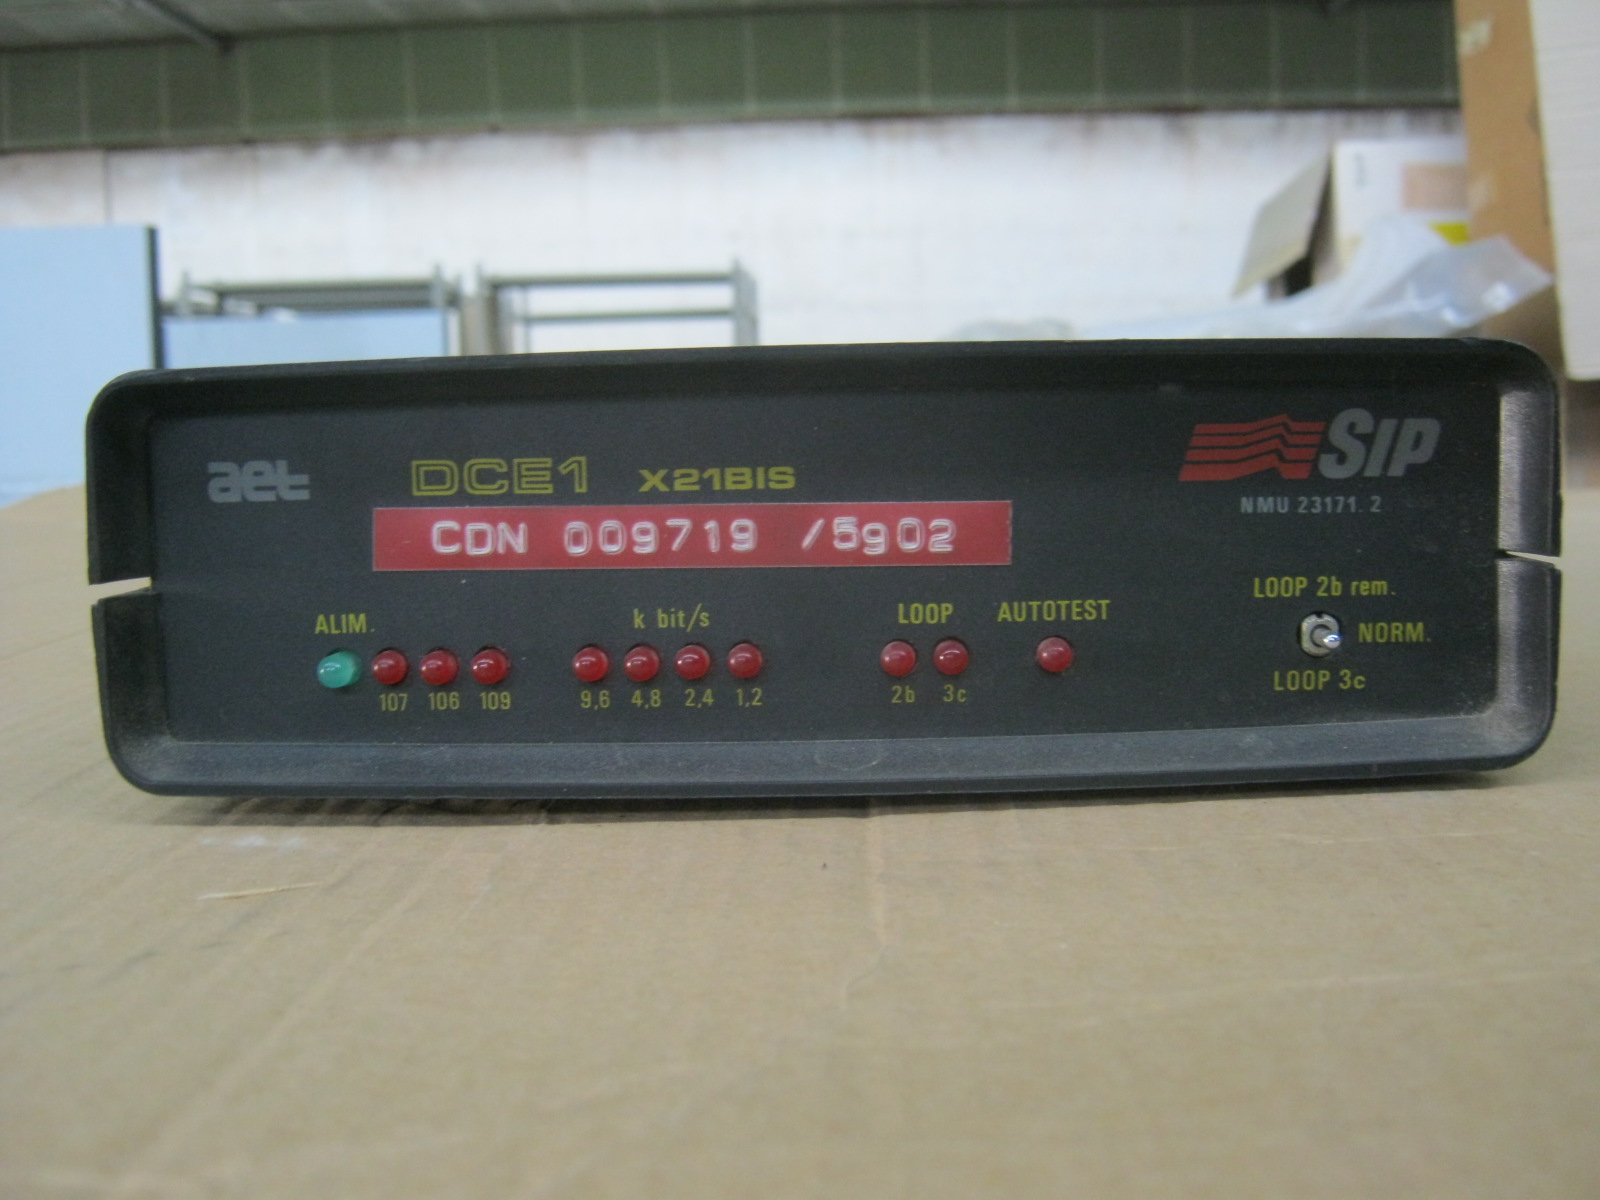 aet
DCE1 X21BIS
SIP
NMU 23171.2
CDN 009719 /5902
ALIM.
107 106 109
k bit/s
9,6 4,8 2,4 1,2
LOOP
2b 3c
AUTOTEST
LOOP 2b rem.
NORM.
LOOP 3c